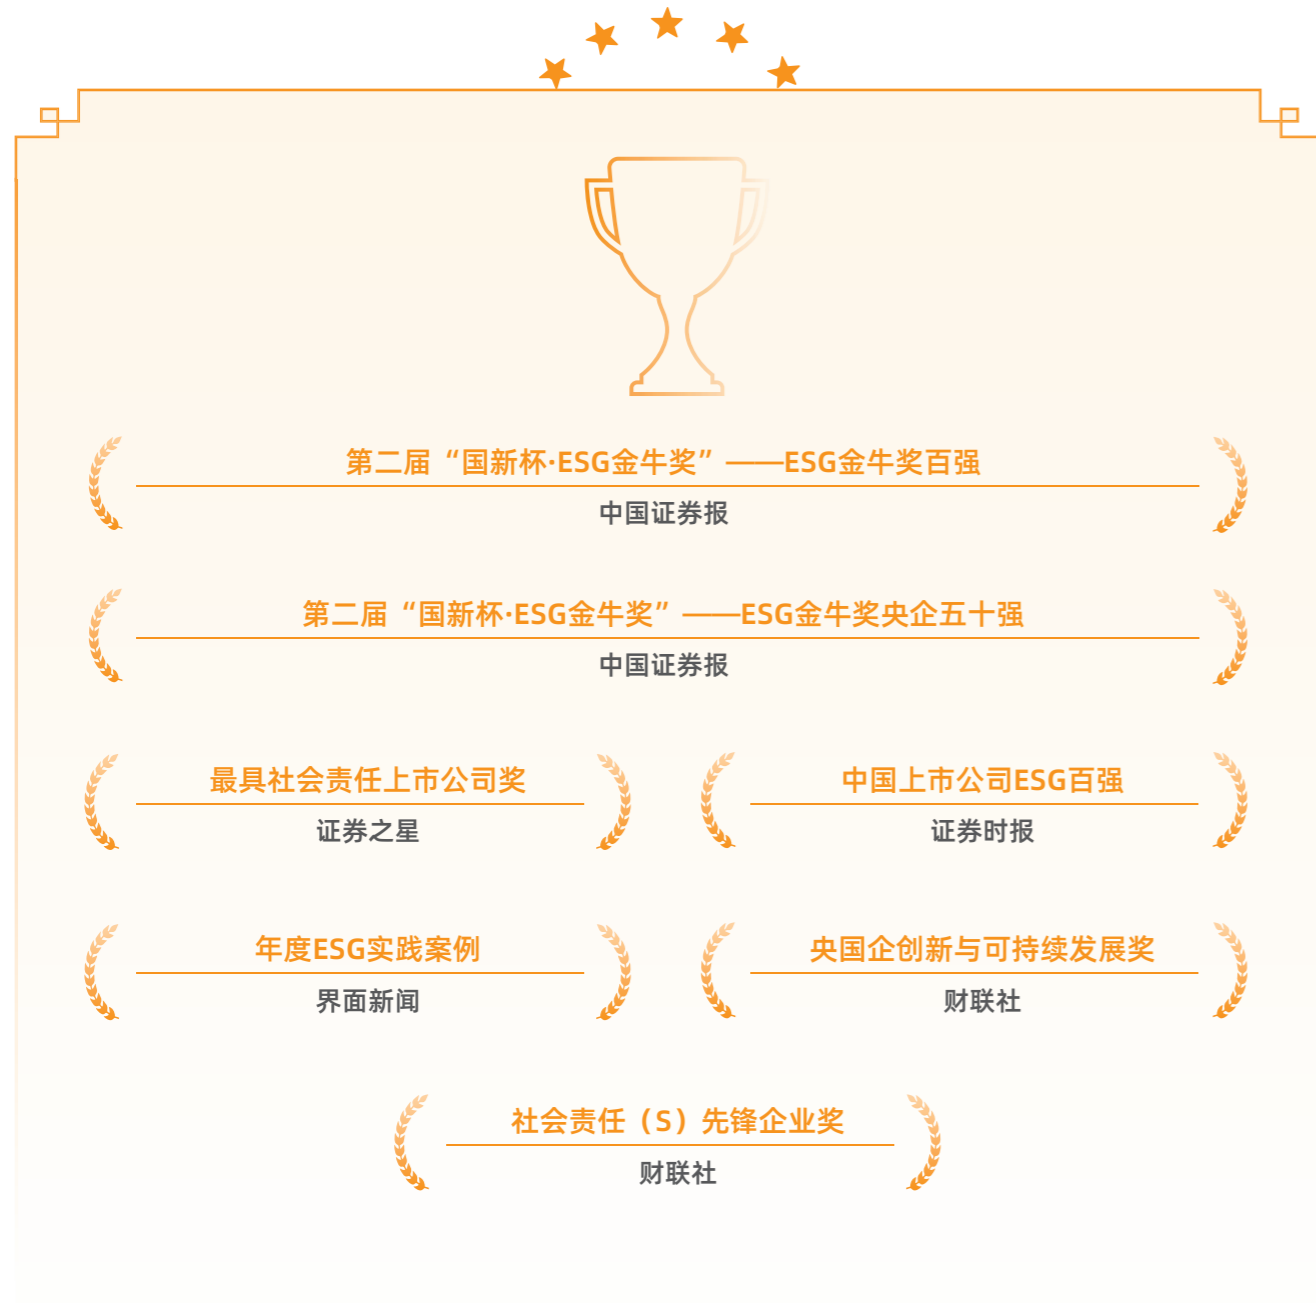 第二届“国新杯·ESG金牛奖”——ESG金牛奖百强
中国证券报
第二届“国新杯·ESG金牛奖”——ESG金牛奖央企五十强
中国证券报
最具社会责任上市公司奖
证券之星
中国上市公司ESG百强
证券时报
年度ESG实践案例
界面新闻
央国企创新与可持续发展奖
财联社
社会责任（S）先锋企业奖
财联社